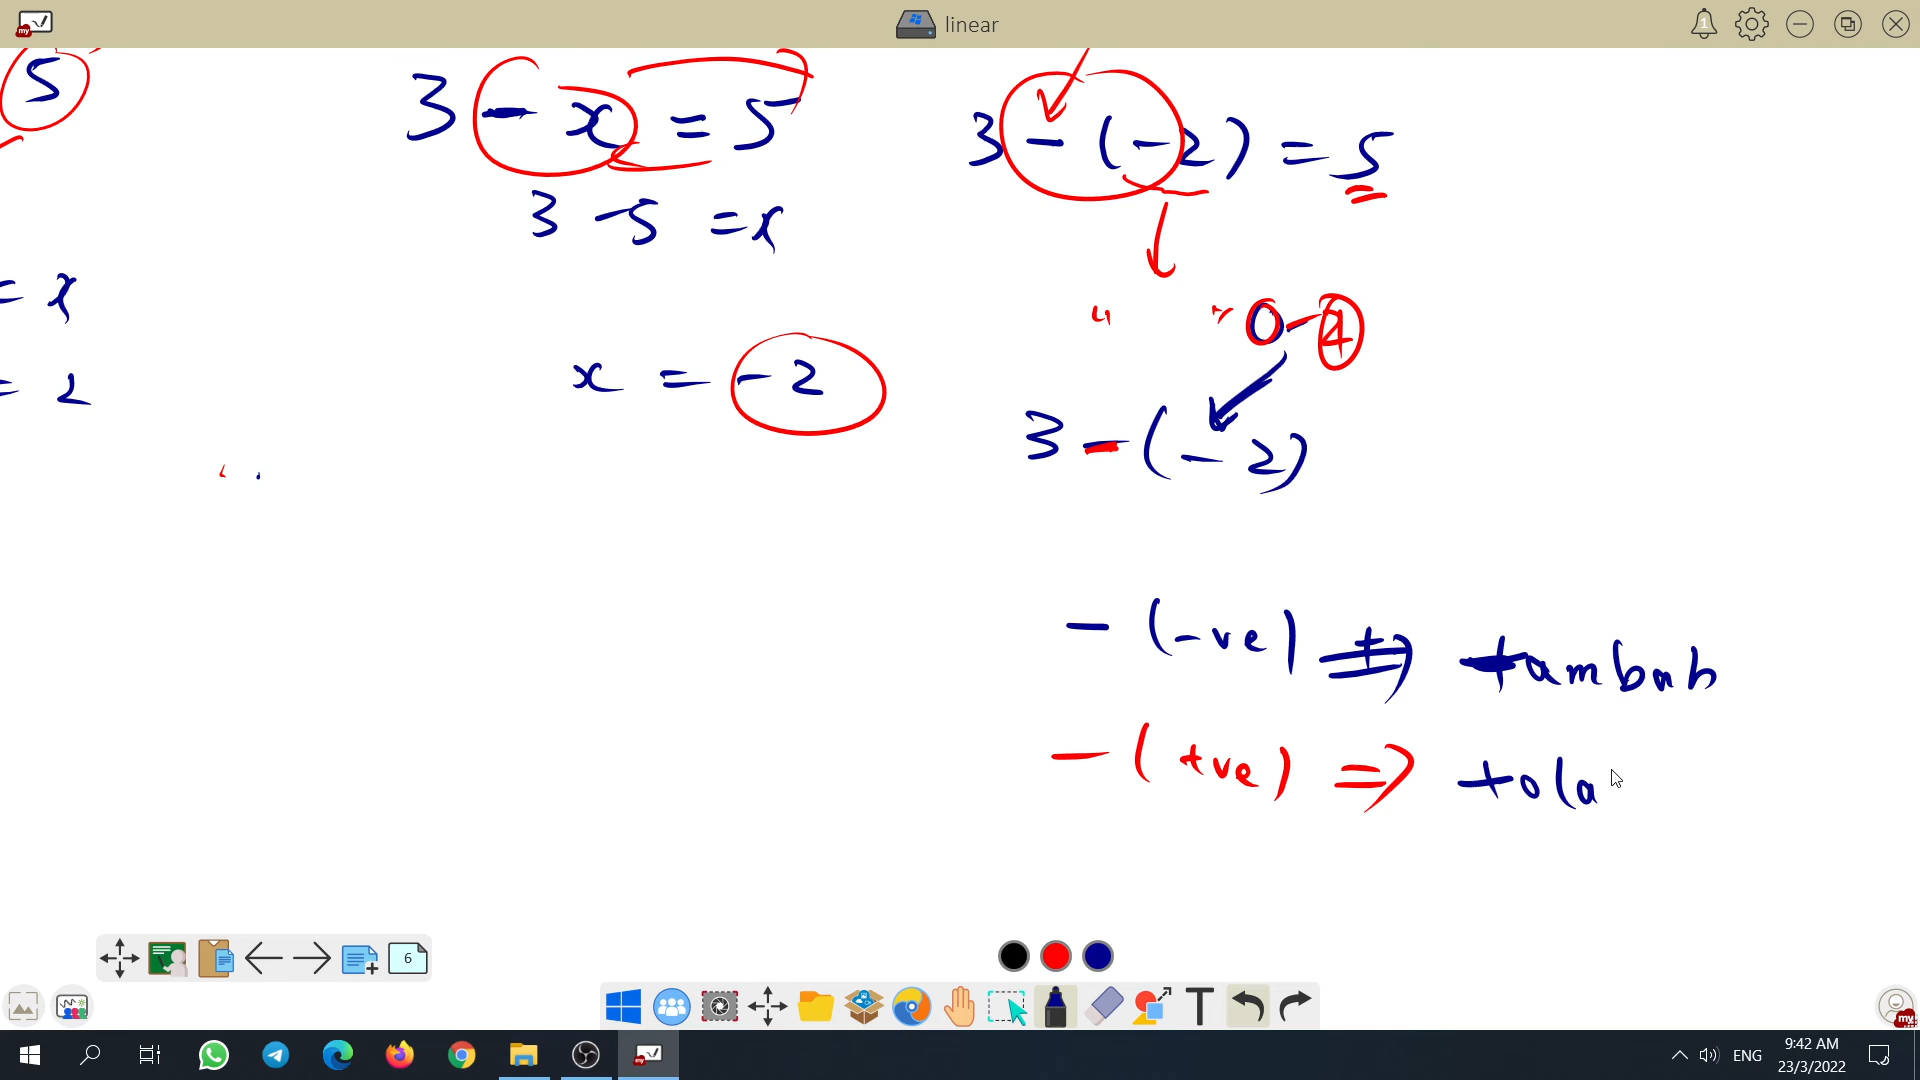 linear
5
3 - x = 5
3 - 5 = x
x = -2
= x
= 2
3 - (-2) = 5
0 - 4
3 - (-2)
- (-ve) ⇒ + tambah
- (+ve) ⇒ tola
6
T
ENG
9:42 AM
23/3/2022